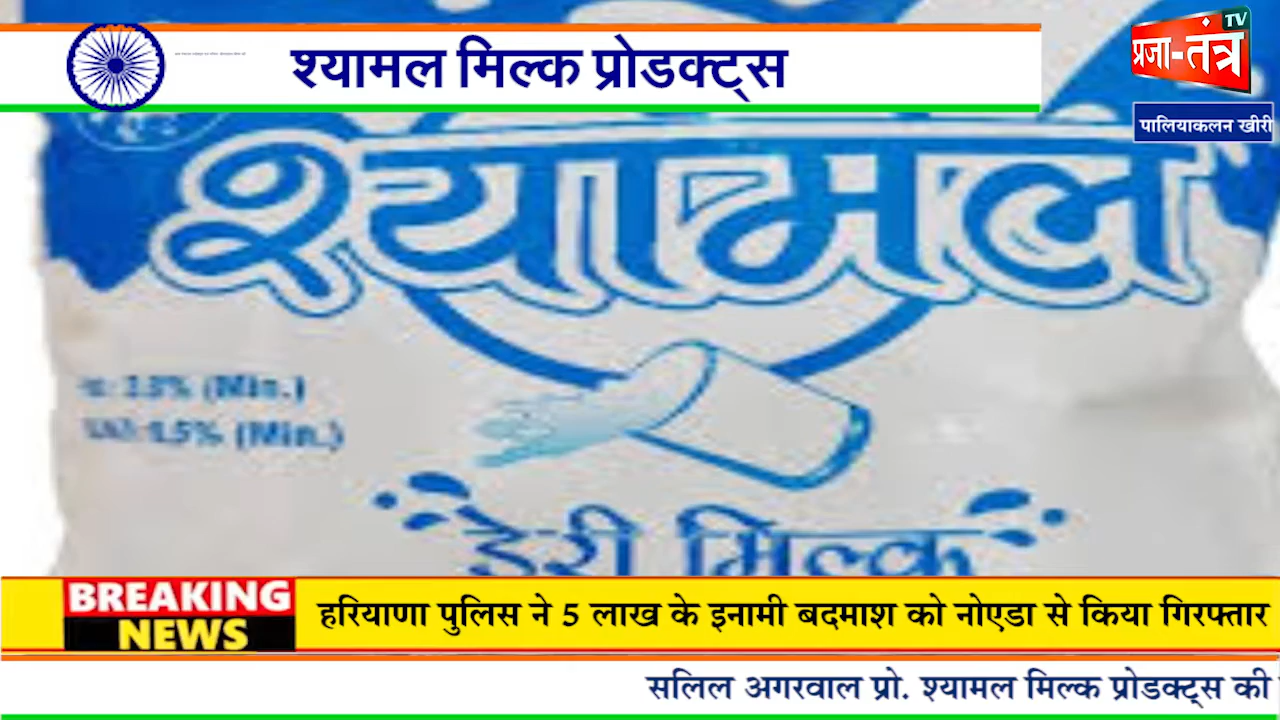 श्यामल मिल्क प्रोडक्ट्स
प्रजा-तंत्र TV
पालियाकलन खीरी
श्यामल
(Min.)
(Min.)
डेरी मिल्क
BREAKING NEWS
हरियाणा पुलिस ने 5 लाख के इनामी बदमाश को नोएडा से किया गिरफ्तार
सलिल अगरवाल प्रो. श्यामल मिल्क प्रोडक्ट्स की